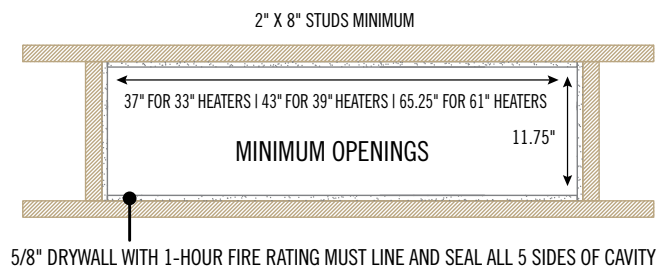 2" X 8" STUDS MINIMUM
37" FOR 33" HEATERS | 43" FOR 39" HEATERS | 65.25" FOR 61" HEATERS
11.75"
MINIMUM OPENINGS
5/8" DRYWALL WITH 1-HOUR FIRE RATING MUST LINE AND SEAL ALL 5 SIDES OF CAVITY